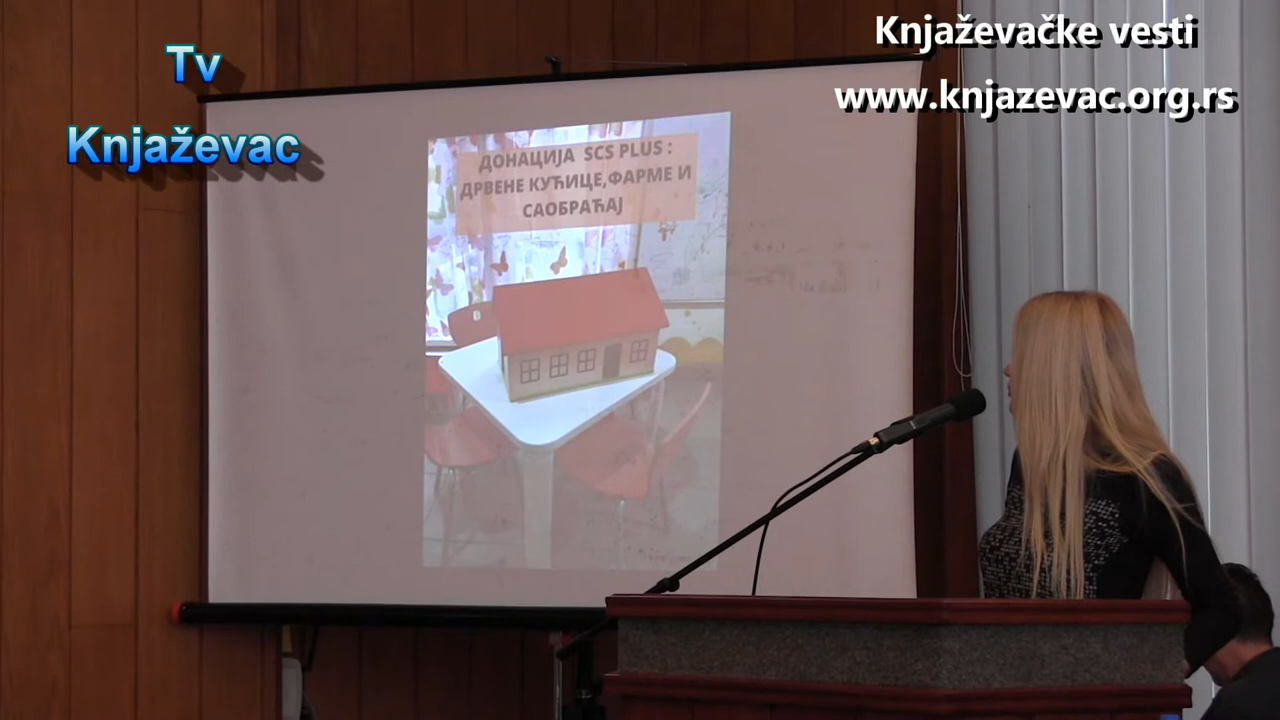 Tv
Knjaževac
Knjaževačke vesti
www.knjazevac.org.rs
ДОНАЦИЈА SCS PLUS :
ДРВЕНЕ КУЋИЦЕ,ФАРМЕ И
САОБРАЋАЈ